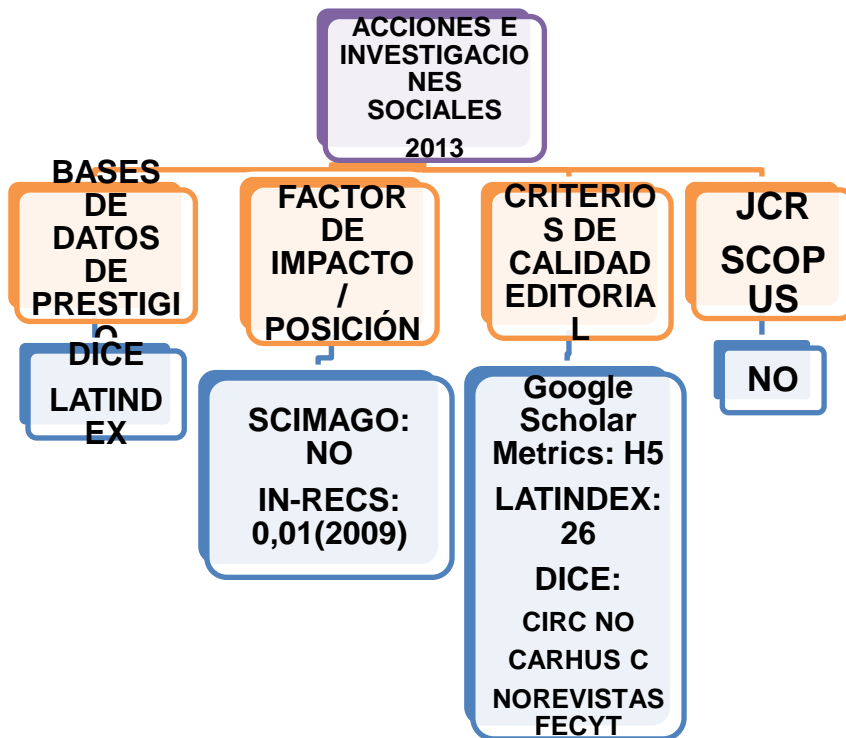 ACCIONES E
INVESTIGACIO
NES
SOCIALES
2013
BASES
DE
DATOS
DE
PRESTIGI
O
DICE
LATIND
EX
FACTOR
DE
IMPACTO
/
POSICIÓN
SCIMAGO:
NO
IN-RECS:
0,01(2009)
CRITERIO
S DE
CALIDAD
EDITORIA
L
Google
Scholar
Metrics: H5
LATINDEX:
26
DICE:
CIRC NO
CARHUS C
NOREVISTAS
FECYT
JCR
SCOP
US
NO